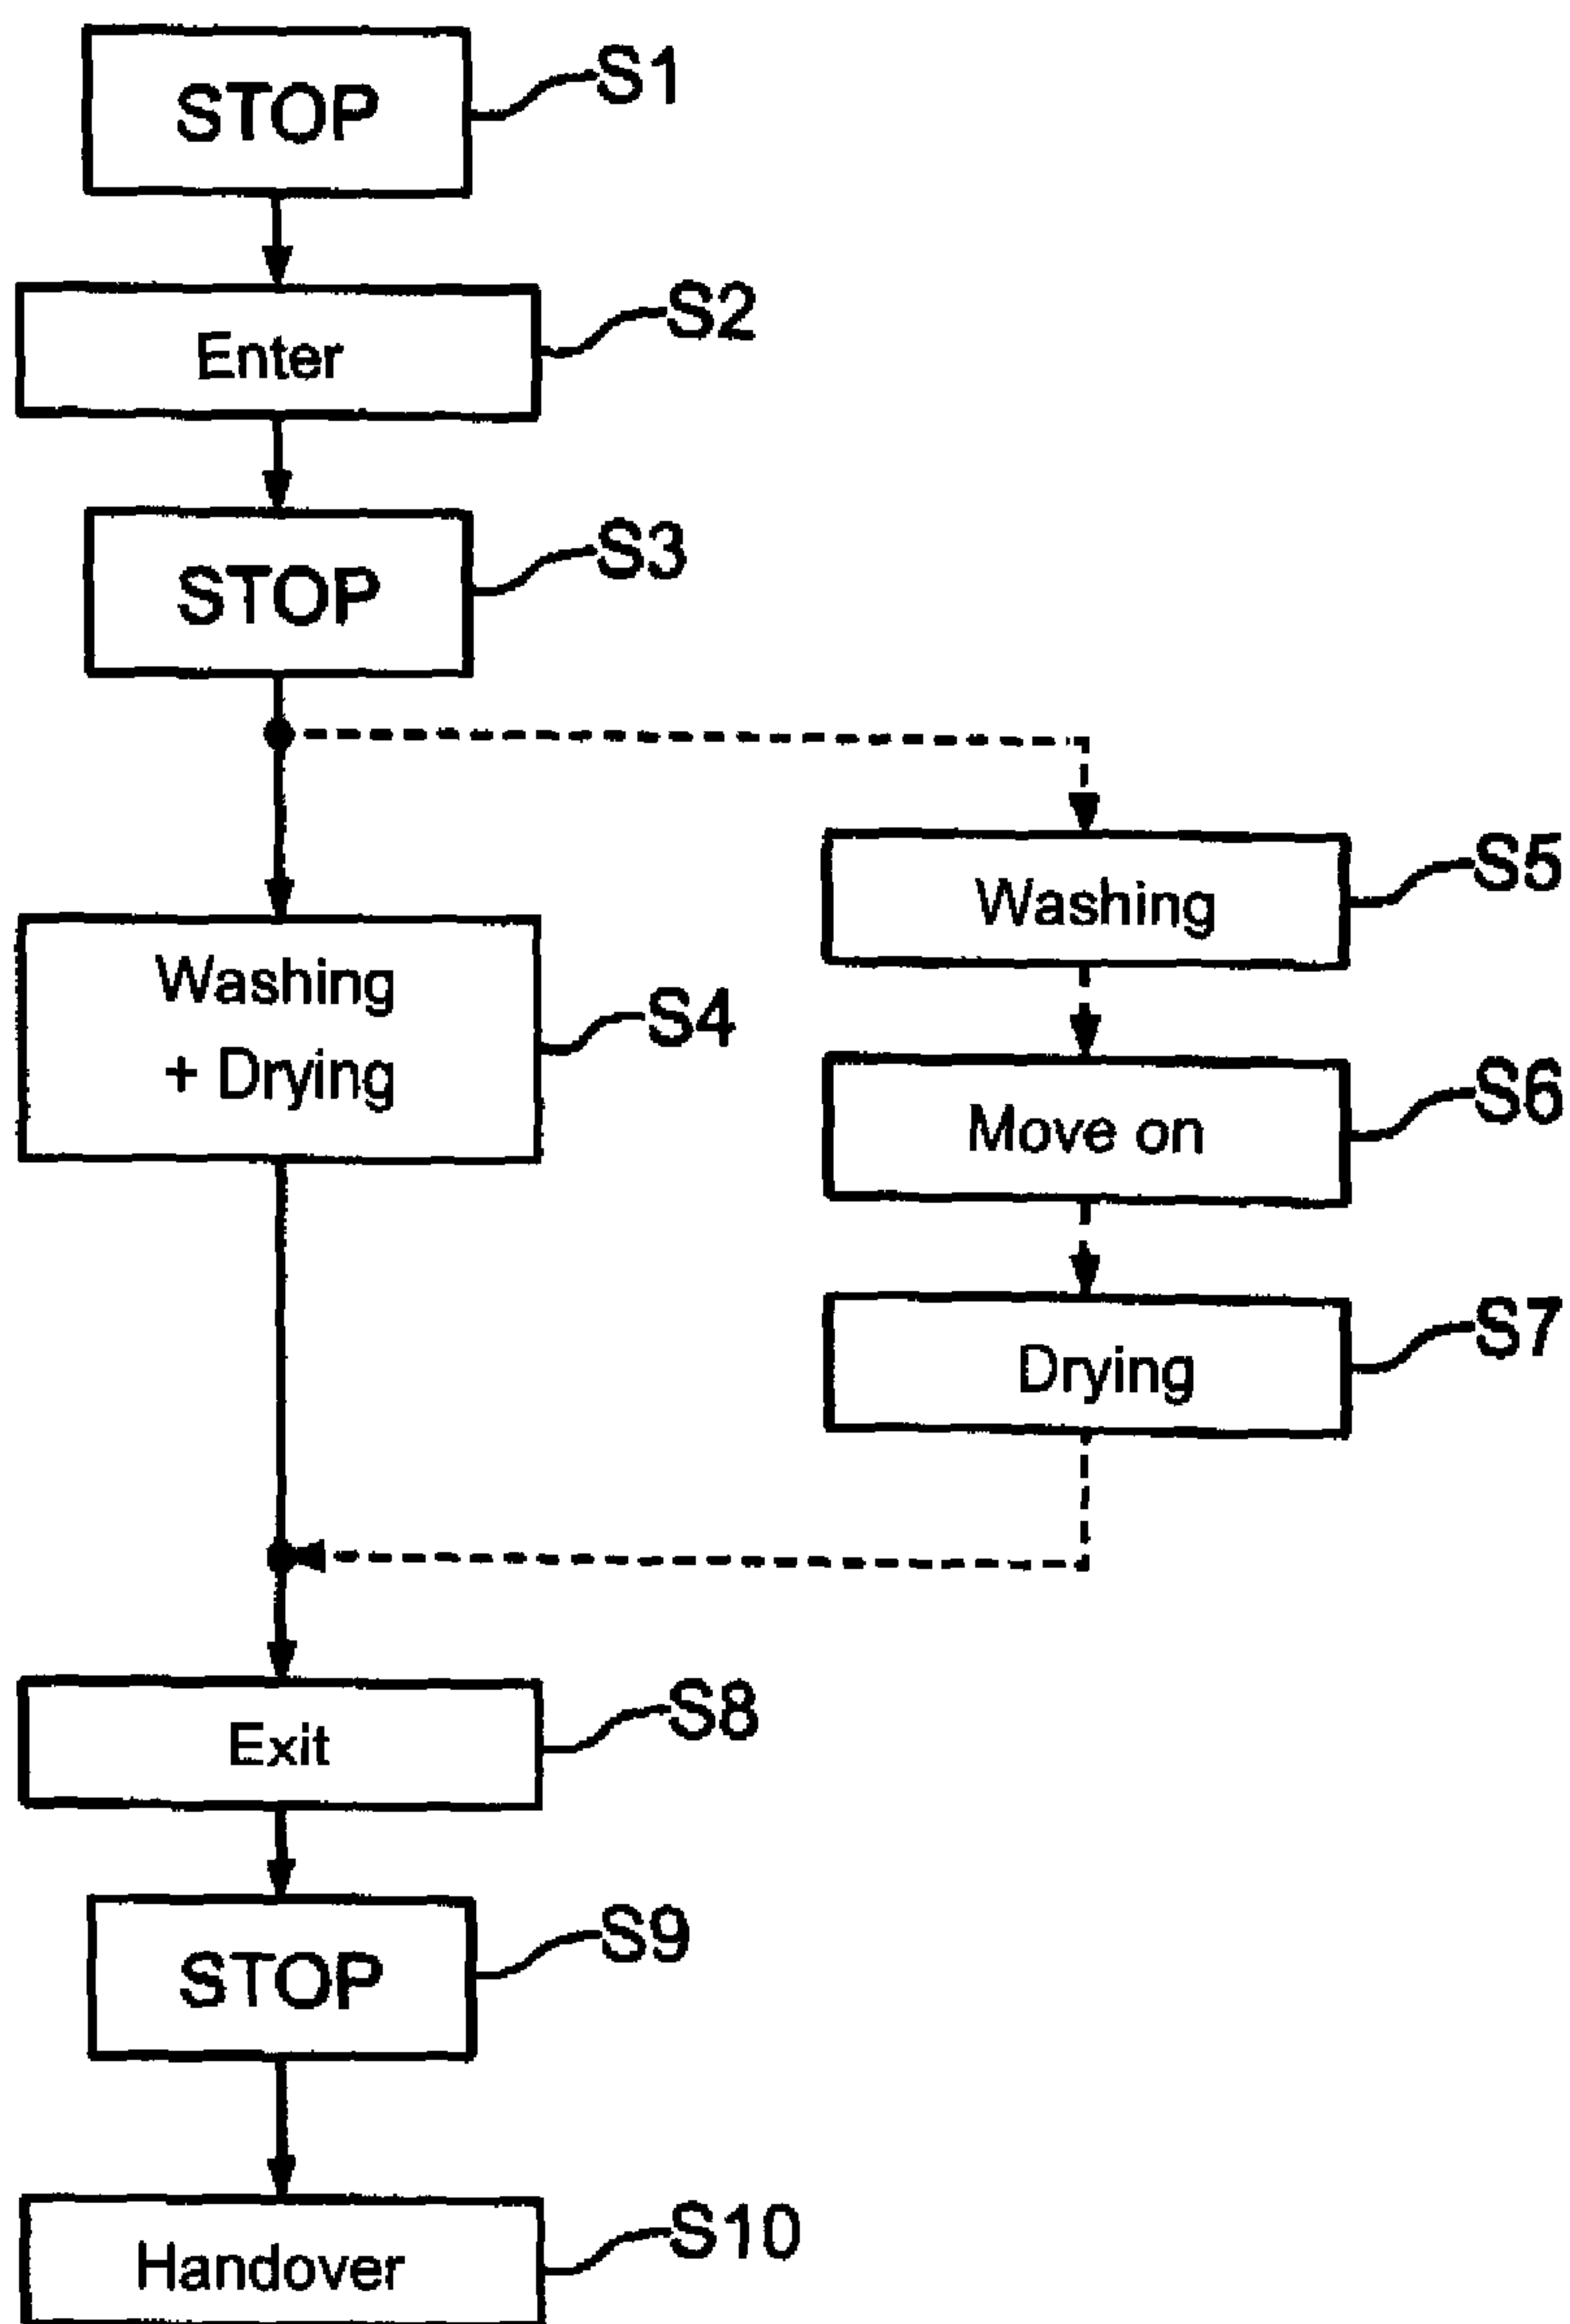 STOP
S1
Enter
S2
STOP
S3
Washing
+ Drying
S4
Washing
S5
Move on
S6
Drying
S7
Exit
S8
STOP
S9
Handover
S10